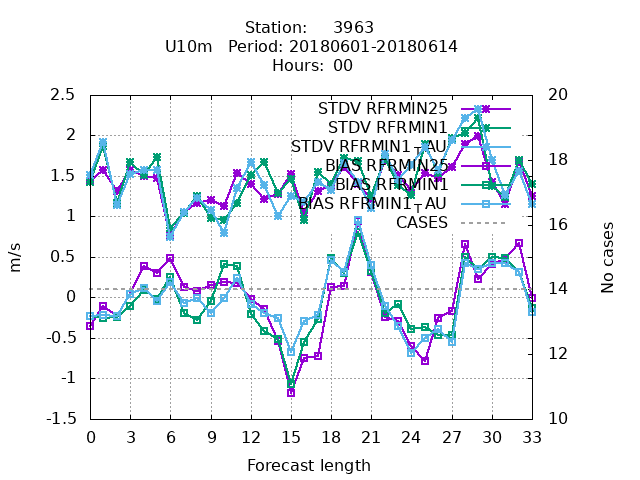 Station: 3963
U10m Period: 20180601-20180614
Hours: 00
2.5
2
1.5
1
0.5
0
-0.5
-1
-1.5
m/s
STDV RFRMIN25
STDV RFRMIN1
STDV RFRMIN1_AU
BIAS RFRMIN25
BIAS RFRMIN1
BIAS RFRMIN1_AU
CASES
20
18
16
14
12
10
No cases
0 3 6 9 12 15 18 21 24 27 30 33
Forecast length